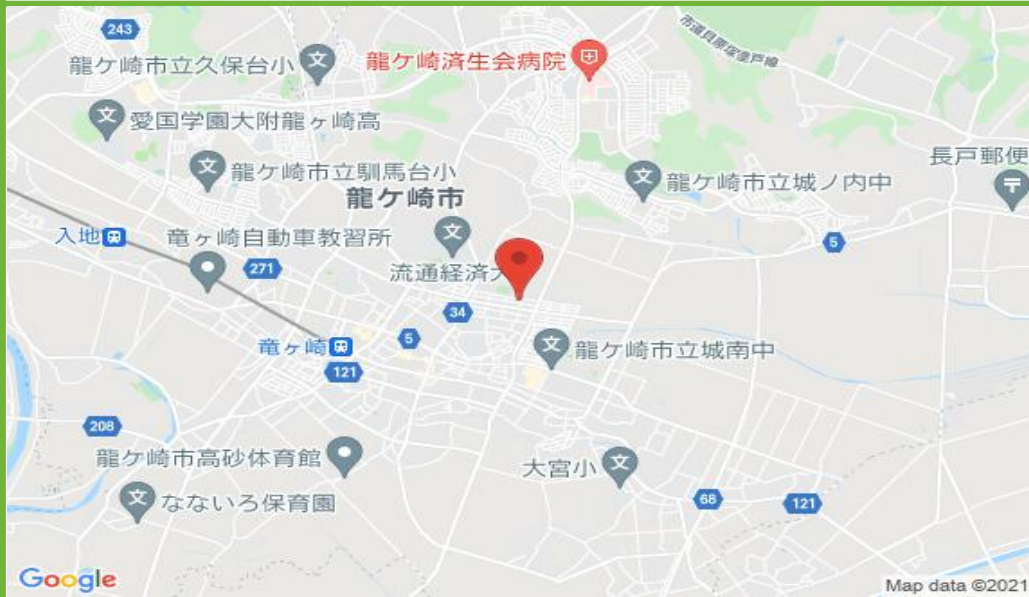 243
龍ケ崎市立久保台小
龍ケ崎済生会病院
市道貝原塚塗戸線
愛国学園大附龍ヶ崎高
龍ケ崎市立馴馬台小
長戸郵便
龍ケ崎市立城ノ内中
龍ケ崎市
入地
竜ヶ崎自動車教習所
5
271
流通経済大
34
竜ヶ崎
5
龍ケ崎市立城南中
121
208
龍ケ崎市高砂体育館
大宮小
なないろ保育園
68
121
Google
Map data ©2021